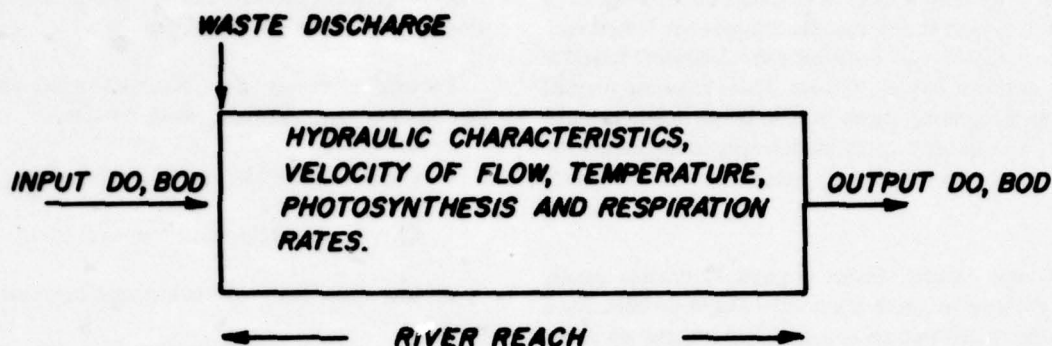 WASTE DISCHARGE
HYDRAULIC CHARACTERISTICS,
VELOCITY OF FLOW, TEMPERATURE,
PHOTOSYNTHESIS AND RESPIRATION
RATES.
INPUT DO, BOD
OUTPUT DO, BOD
RIVER REACH